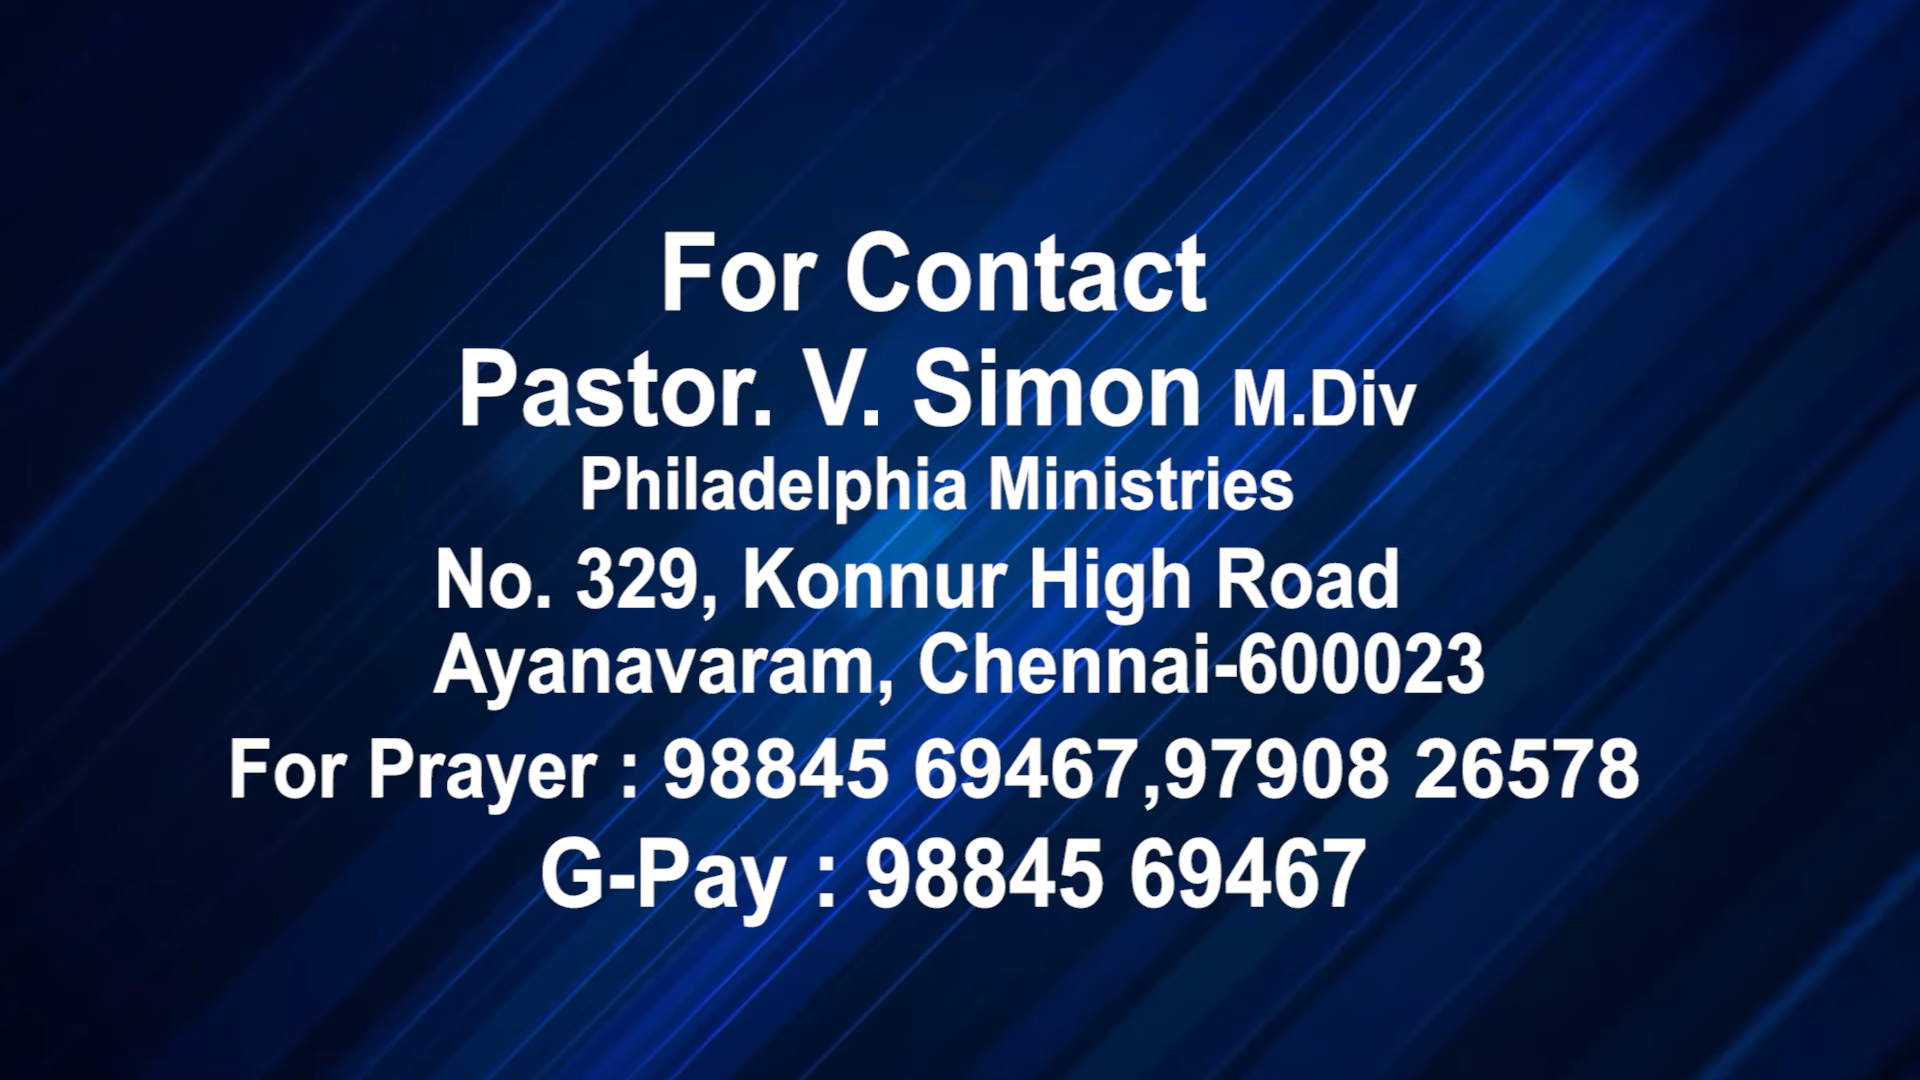 For Contact
Pastor. V. Simon M.Div
Philadelphia Ministries
No. 329, Konnur High Road
Ayanavaram, Chennai-600023
For Prayer : 98845 69467,97908 26578
G-Pay : 98845 69467